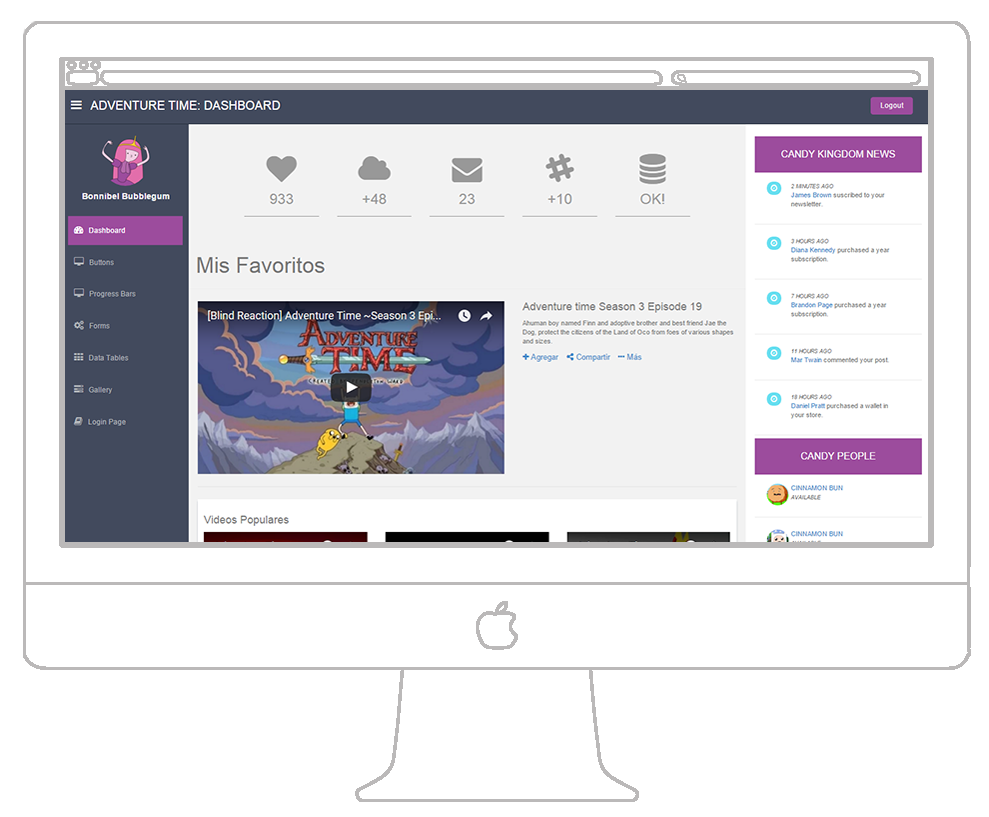 ADVENTURE TIME: DASHBOARD
Logout
Bonnibel Bubblegum
Dashboard
Buttons
Progress Bars
Forms
Data Tables
Gallery
Login Page
933
+48
23
+10
OK!
Mis Favoritos
[Blind Reaction] Adventure Time ~Season 3 Epi...
ADVENTURE
TIME
Adventure time Season 3 Episode 19
Ahuman boy named Finn and adoptive brother and best friend Jae the
Dog, protect the citizens of the Land of Oco from foes of various shapes
and sizes.
Agregar
Compartir
Más
Videos Populares
CANDY KINGDOM NEWS
2 MINUTES AGO
James Brown suscribed to your
newsletter.
3 HOURS AGO
Diana Kennedy purchased a year
subscription.
7 HOURS AGO
Brandon Page purchased a year
subscription.
11 HOURS AGO
Mar Twain commented your post.
18 HOURS AGO
Daniel Pratt purchased a wallet in
your store.
CANDY PEOPLE
CINNAMON BUN
AVAILABLE
CINNAMON BUN